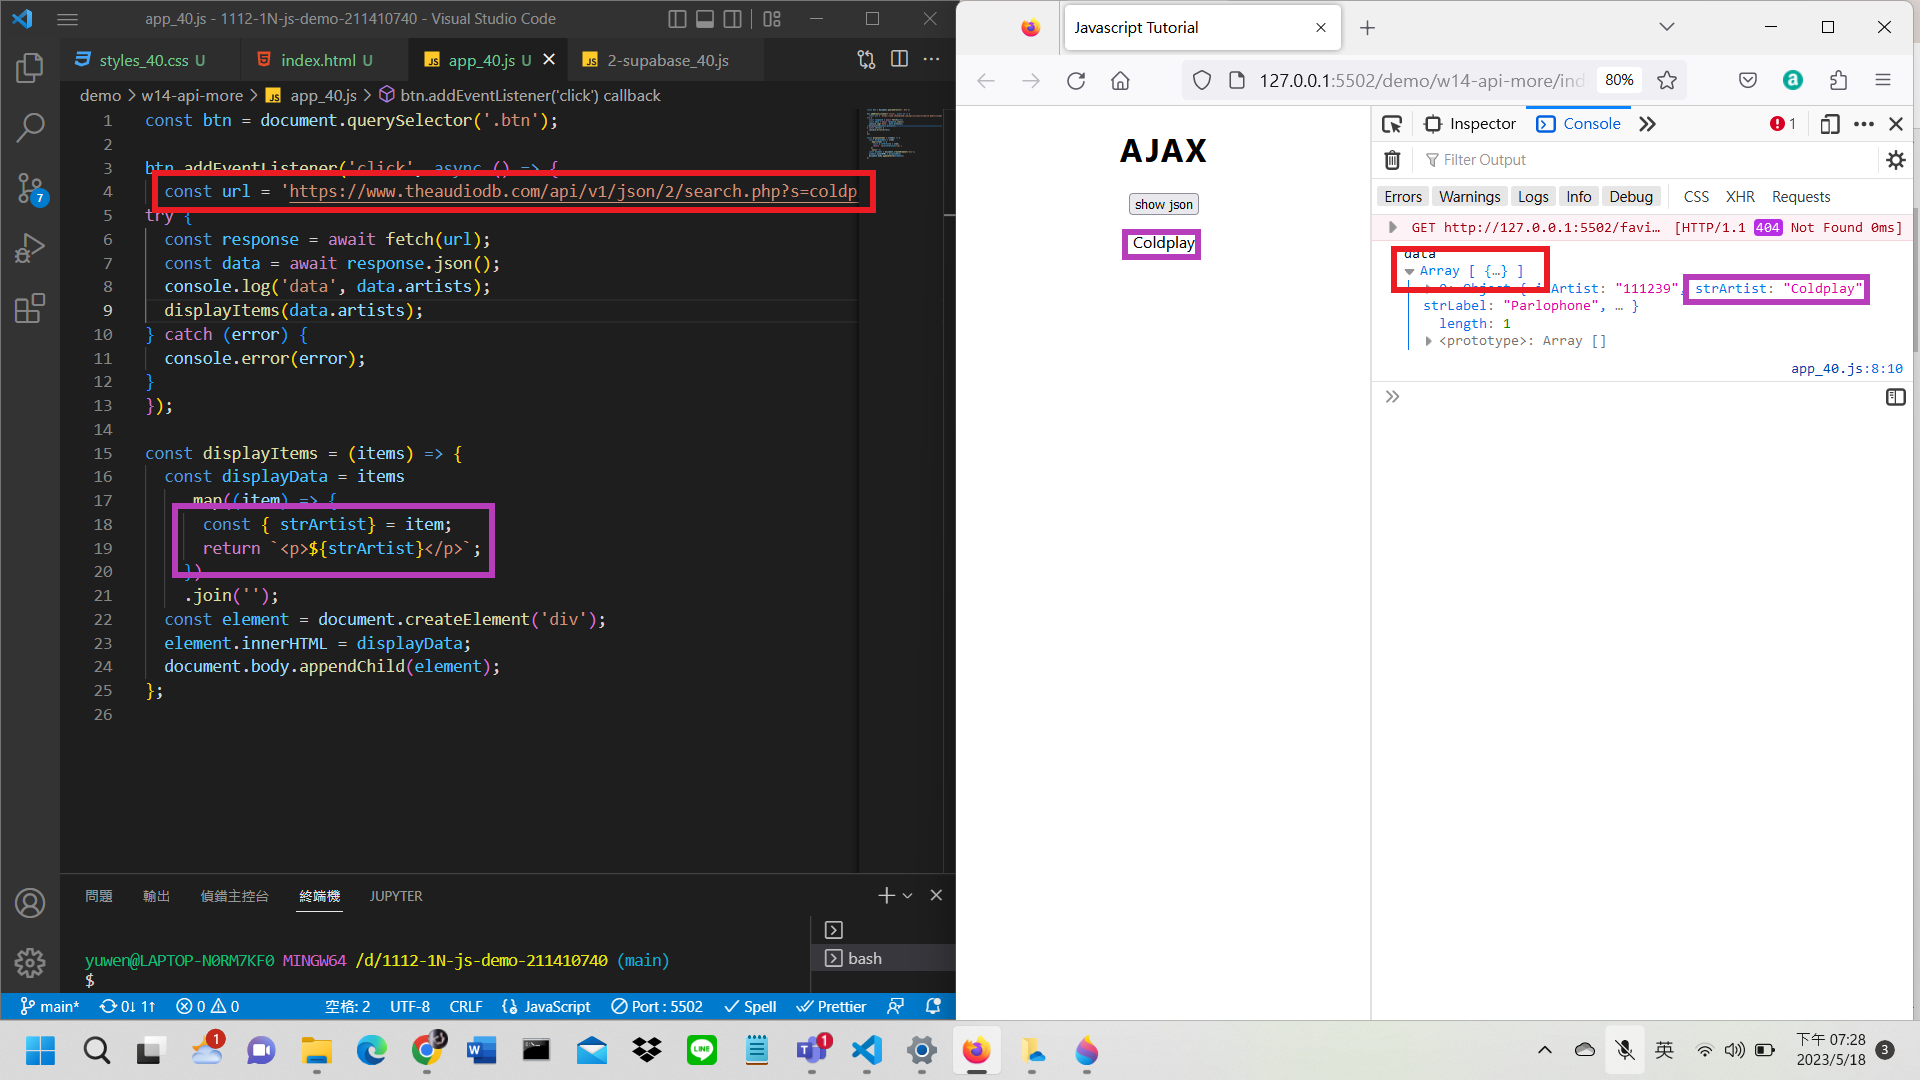 app_40.js - 1112-1N-js-demo-211410740 - Visual Studio Code
styles_40.css U
index.html U
app_40.js U
2-supabase_40.js
demo > w14-api-more > app_40.js > btn.addEventListener('click') callback
1 const btn = document.querySelector('.btn');
2
3 btn.addEventListener('click', async () => {
4 const url = 'https://www.theaudiodb.com/api/v1/json/2/search.php?s=coldp
5 try {
6 const response = await fetch(url);
7 const data = await response.json();
8 console.log('data', data.artists);
9 displayItems(data.artists);
10 } catch (error) {
11 console.error(error);
12 }
13 });
14
15 const displayItems = (items) => {
16 const displayData = items
17 .map((item) => {
18 const { strArtist} = item;
19 return `<p>${strArtist}</p>`;
20 })
21 .join('');
22 const element = document.createElement('div');
23 element.innerHTML = displayData;
24 document.body.appendChild(element);
25 };
26
7
問題 輸出 偵錯主控台 終端機 JUPYTER
bash
yuwen@LAPTOP-N0RM7KF0 MINGW64 /d/1112-1N-js-demo-211410740 (main)
$
main* 0↓ 1↑ 0 0 空格: 2 UTF-8 CRLF JavaScript Port : 5502 Spell Prettier
Javascript Tutorial
127.0.0.1:5502/demo/w14-api-more/ind 80%
AJAX
show json
Coldplay
Inspector Console 1
Filter Output
Errors Warnings Logs Info Debug CSS XHR Requests
GET http://127.0.0.1:5502/favi… [HTTP/1.1 404 Not Found 0ms]
data
Array [ {…} ]
0: Object { idArtist: "111239", strArtist: "Coldplay"
strLabel: "Parlophone", … }
length: 1
<prototype>: Array []
app_40.js:8:10
1
1
英
下午 07:28
2023/5/18
3